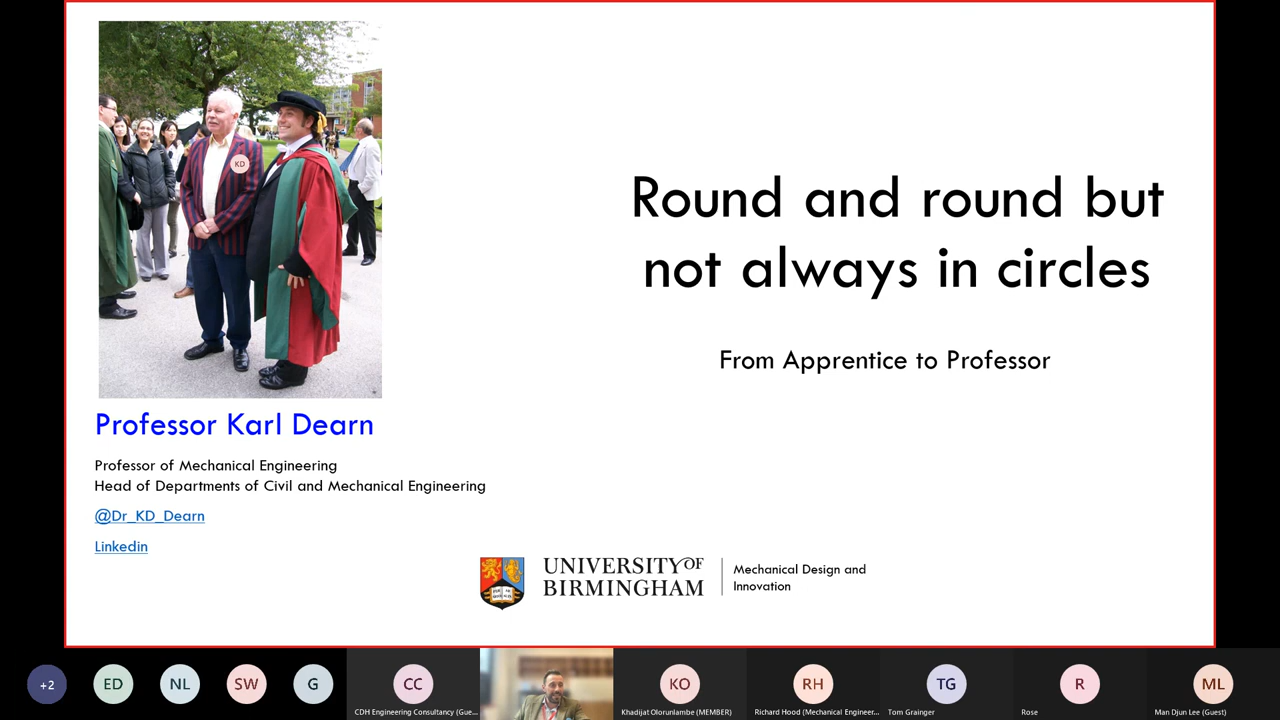 KD
Round and round but
not always in circles
From Apprentice to Professor
Professor Karl Dearn
Professor of Mechanical Engineering
Head of Departments of Civil and Mechanical Engineering
@Dr_KD_Dearn
Linkedin
UNIVERSITY OF
BIRMINGHAM
Mechanical Design and
Innovation
+2
ED
NL
SW
G
CC
KO
RH
TG
R
ML
CDH Engineering Consultancy (Gue...
Khadijat Olorunlambe (MEMBER)
Richard Hood (Mechanical Engineer...
Tom Grainger
Rose
Man Djun Lee (Guest)